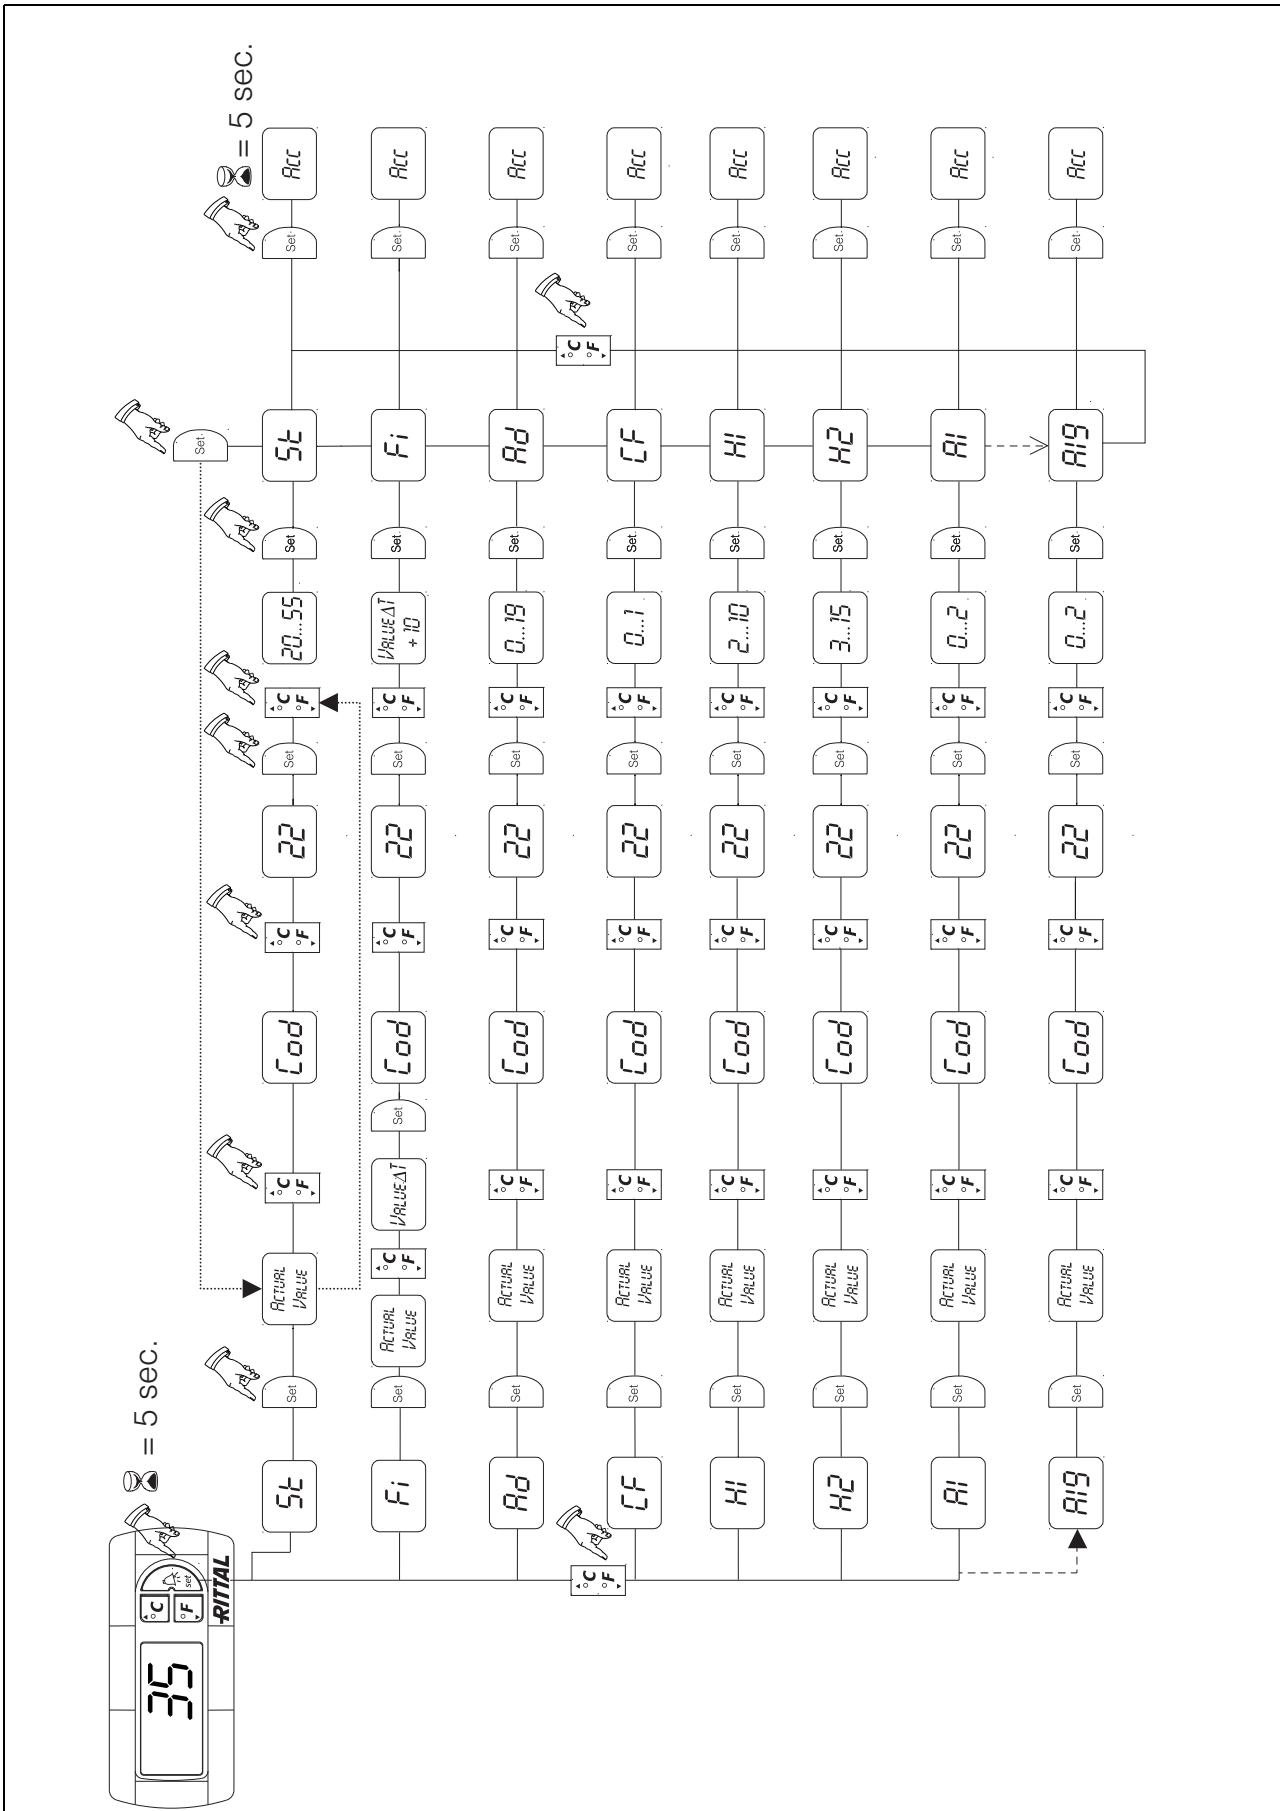 35
°C
°F
set
RITTAL
= 5 sec.
Set
= 5 sec.
St
Set
ACTUAL
VALUE
°C
°F
Cod
°C
°F
22
Set
°C
°F
20...55
Set
St
Set
Acc
Fi
Set
ACTUAL
VALUE
°C
°F
VALUEΔT
Set
Cod
°C
°F
22
Set
°C
°F
VALUEΔT
+ 10
Set
Fi
Set
Acc
Ad
Set
ACTUAL
VALUE
°C
°F
Cod
°C
°F
22
Set
°C
°F
0...19
Set
Ad
Set
Acc
°C
°F
°C
°F
CF
Set
ACTUAL
VALUE
°C
°F
Cod
°C
°F
22
Set
°C
°F
0...1
Set
CF
Set
Acc
H1
Set
ACTUAL
VALUE
°C
°F
Cod
°C
°F
22
Set
°C
°F
2...10
Set
H1
Set
Acc
H2
Set
ACTUAL
VALUE
°C
°F
Cod
°C
°F
22
Set
°C
°F
3...15
Set
H2
Set
Acc
A1
Set
ACTUAL
VALUE
°C
°F
Cod
°C
°F
22
Set
°C
°F
0...2
Set
A1
Set
Acc
A19
Set
ACTUAL
VALUE
°C
°F
Cod
°C
°F
22
Set
°C
°F
0...2
Set
A19
Set
Acc